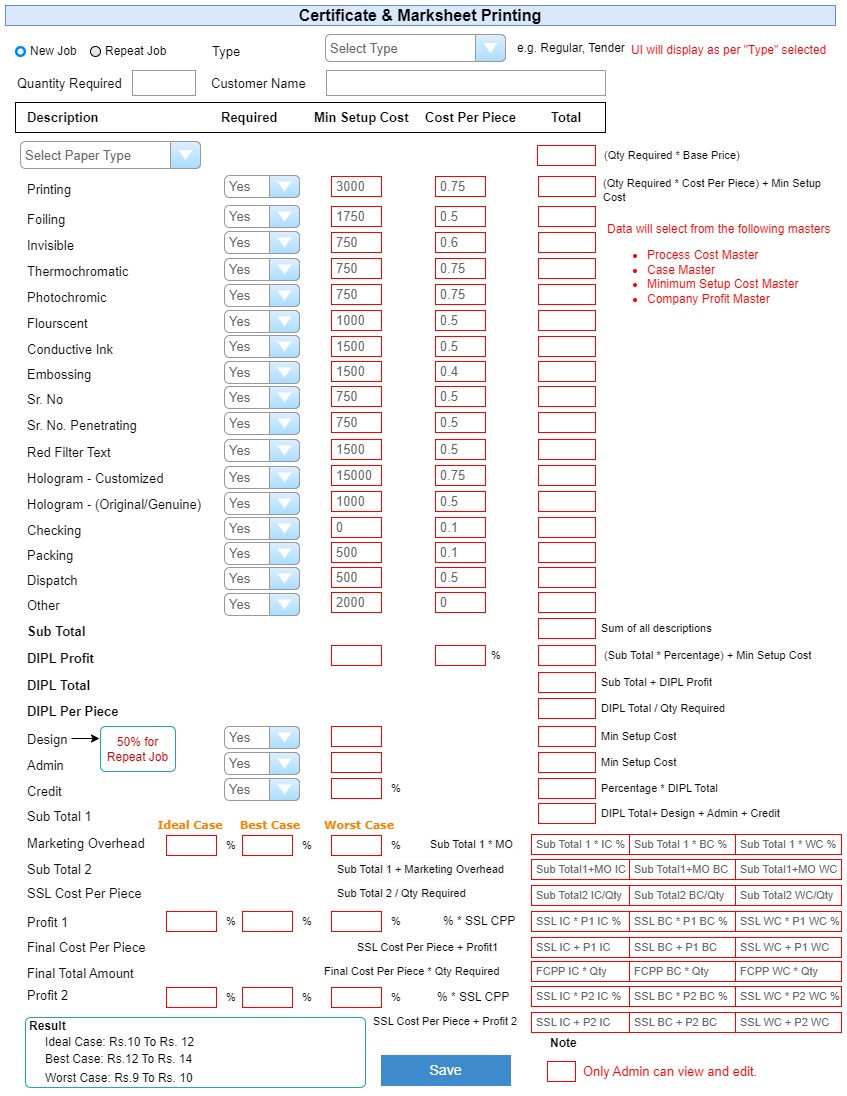 Certificate & Marksheet Printing
New Job Repeat Job Type Select Type e.g. Regular, Tender UI will display as per "Type" selected
Quantity Required Customer Name
Description Required Min Setup Cost Cost Per Piece Total
Select Paper Type (Qty Required * Base Price)
Printing Yes 3000 0.75 (Qty Required * Cost Per Piece) + Min Setup
Cost
Foiling Yes 1750 0.5
Data will select from the following masters
Invisible Yes 750 0.6
• Process Cost Master
Thermochromatic Yes 750 0.75
• Case Master
• Minimum Setup Cost Master
Photochromic Yes 750 0.75
• Company Profit Master
Flourscent Yes 1000 0.5
Conductive Ink Yes 1500 0.5
Embossing Yes 1500 0.4
Sr. No Yes 750 0.5
Sr. No. Penetrating Yes 750 0.5
Red Filter Text Yes 1500 0.5
Hologram - Customized Yes 15000 0.75
Hologram - (Original/Genuine) Yes 1000 0.5
Checking Yes 0 0.1
Packing Yes 500 0.1
Dispatch Yes 500 0.5
Other Yes 2000 0
Sub Total Sum of all descriptions
DIPL Profit % (Sub Total * Percentage) + Min Setup Cost
DIPL Total Sub Total + DIPL Profit
DIPL Per Piece DIPL Total / Qty Required
Design 50% for Yes Min Setup Cost
Repeat Job
Admin Yes Min Setup Cost
Credit Yes % Percentage * DIPL Total
Sub Total 1 DIPL Total+ Design + Admin + Credit
Ideal Case Best Case Worst Case
Marketing Overhead % % % Sub Total 1 * MO Sub Total 1 * IC % Sub Total 1 * BC % Sub Total 1 * WC %
Sub Total 2 Sub Total 1 + Marketing Overhead Sub Total1+MO IC Sub Total1+MO BC Sub Total1+MO WC
SSL Cost Per Piece Sub Total 2 / Qty Required Sub Total2 IC/Qty Sub Total2 BC/Qty Sub Total2 WC/Qty
Profit 1 % % % % * SSL CPP SSL IC * P1 IC % SSL BC * P1 BC % SSL WC * P1 WC %
Final Cost Per Piece SSL Cost Per Piece + Profit1 SSL IC + P1 IC SSL BC + P1 BC SSL WC + P1 WC
Final Total Amount Final Cost Per Piece * Qty Required FCPP IC * Qty FCPP BC * Qty FCPP WC * Qty
Profit 2 % % % % * SSL CPP SSL IC * P2 IC % SSL BC * P2 BC % SSL WC * P2 WC %
SSL Cost Per Piece + Profit 2 SSL IC + P2 IC SSL BC + P2 BC SSL WC + P2 WC
Result
Ideal Case: Rs.10 To Rs. 12
Best Case: Rs.12 To Rs. 14
Worst Case: Rs.9 To Rs. 10
Note
Save
Only Admin can view and edit.